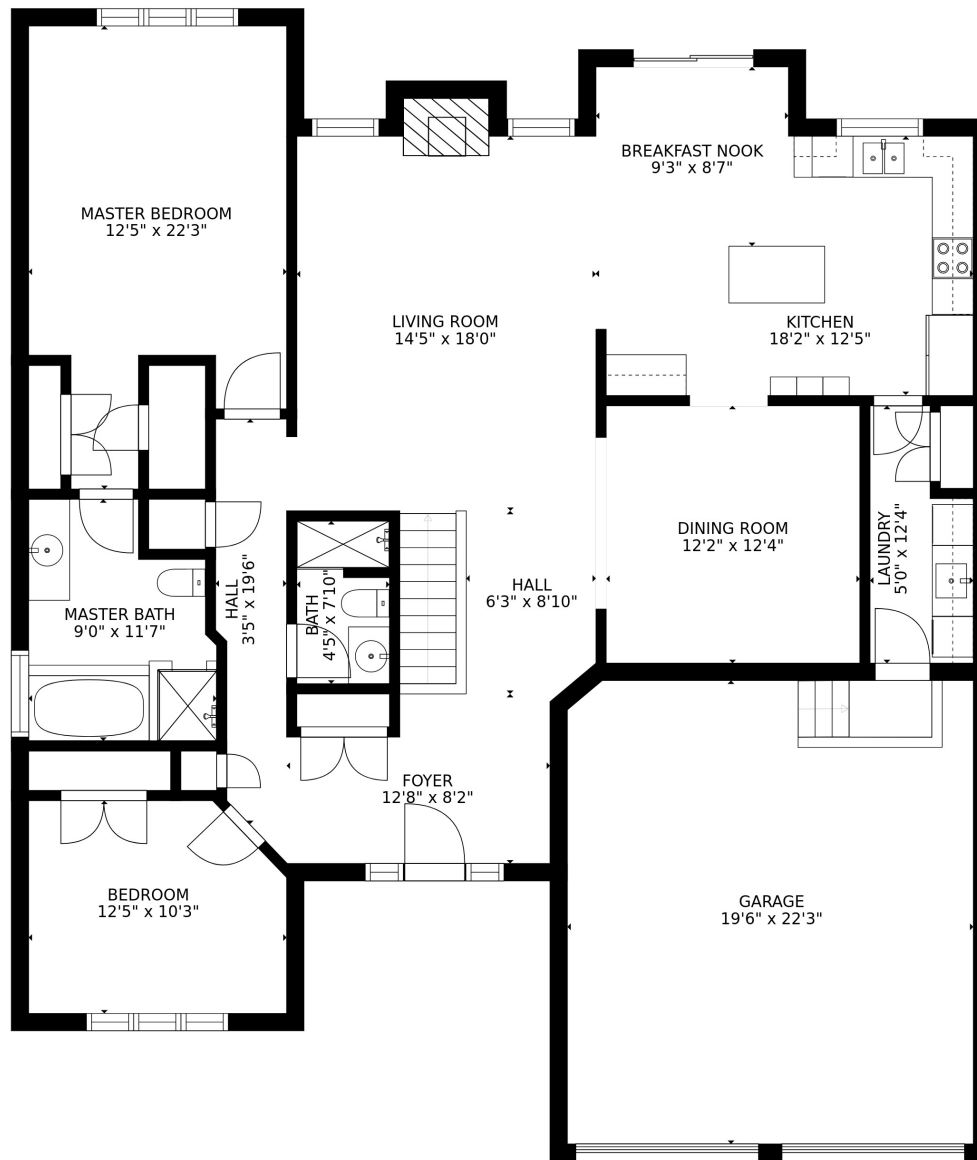 BREAKFAST NOOK
9'3" x 8'7"
MASTER BEDROOM
12'5" x 22'3"
LIVING ROOM
14'5" x 18'0"
KITCHEN
18'2" x 12'5"
DINING ROOM
12'2" x 12'4"
LAUNDRY
5'0" x 12'4"
HALL
6'3" x 8'10"
HALL
3'5" x 19'6"
BATH
4'5" x 7'10"
MASTER BATH
9'0" x 11'7"
FOYER
12'8" x 8'2"
BEDROOM
12'5" x 10'3"
GARAGE
19'6" x 22'3"